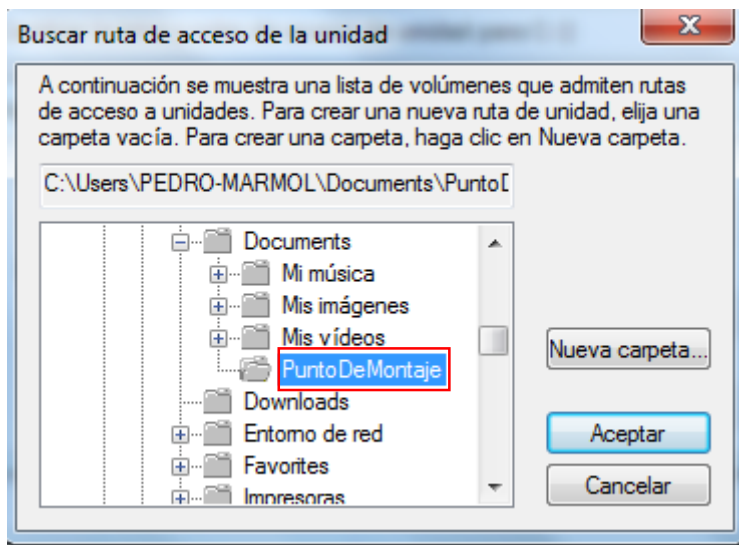 Buscar ruta de acceso de la unidad
A continuación se muestra una lista de volúmenes que admiten rutas
de acceso a unidades. Para crear una nueva ruta de unidad, elija una
carpeta vacía. Para crear una carpeta, haga clic en Nueva carpeta.
C:\Users\PEDRO-MARMOL\Documents\PuntoD
Documents
Mi música
Mis imágenes
Mis vídeos
PuntoDeMontaje
Downloads
Entorno de red
Favorites
Impresoras
Nueva carpeta...
Aceptar
Cancelar